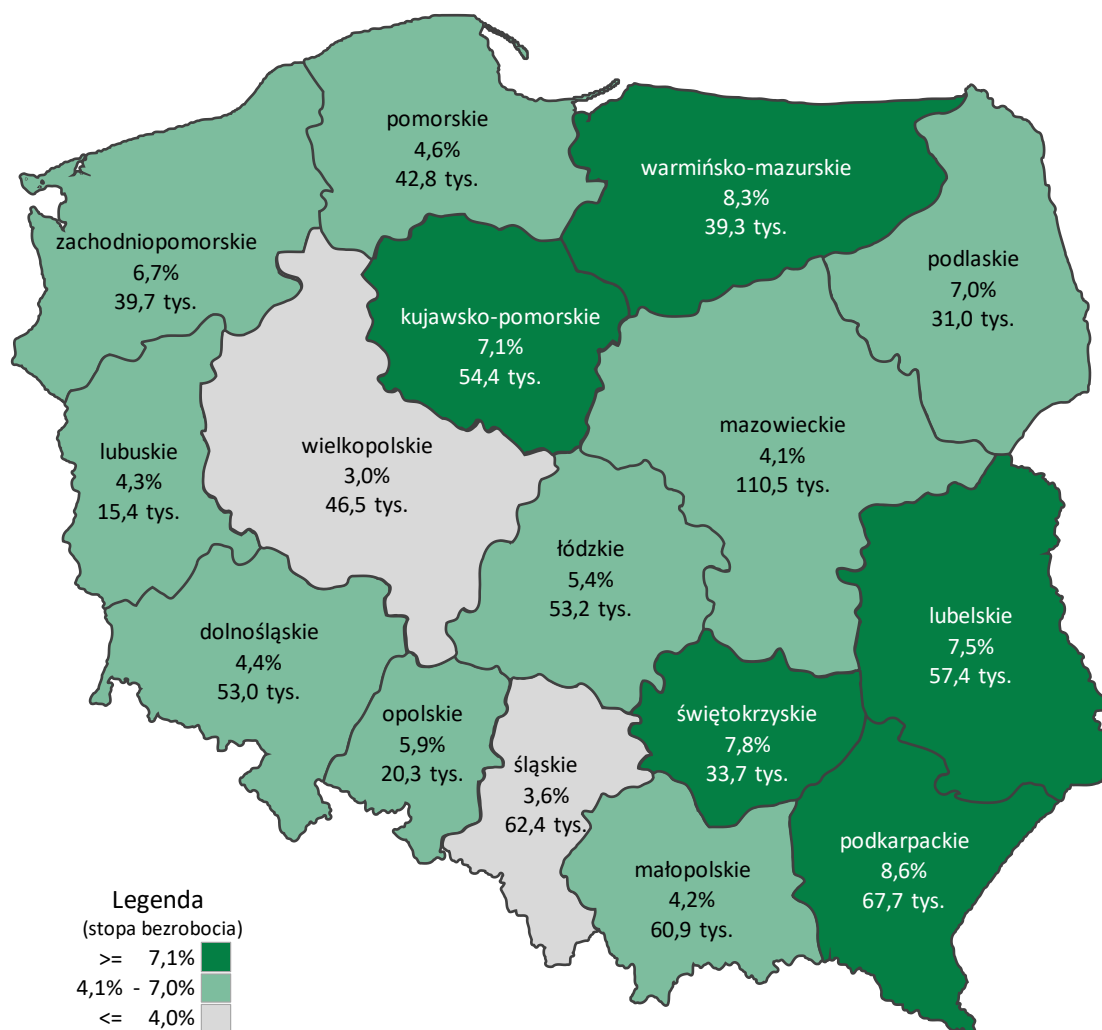 pomorskie
4,6%
42,8 tys.
warmińsko-mazurskie
8,3%
39,3 tys.
zachodniopomorskie
6,7%
39,7 tys.
podlaskie
7,0%
31,0 tys.
kujawsko-pomorskie
7,1%
54,4 tys.
mazowieckie
4,1%
110,5 tys.
wielkopolskie
3,0%
46,5 tys.
lubuskie
4,3%
15,4 tys.
łódzkie
5,4%
53,2 tys.
lubelskie
7,5%
57,4 tys.
dolnośląskie
4,4%
53,0 tys.
opolskie
5,9%
20,3 tys.
świętokrzyskie
7,8%
33,7 tys.
śląskie
3,6%
62,4 tys.
podkarpackie
8,6%
67,7 tys.
małopolskie
4,2%
60,9 tys.
Legenda
(stopa bezrobocia
>= 7,1%
4,1% - 7,0%
<= 4,0%